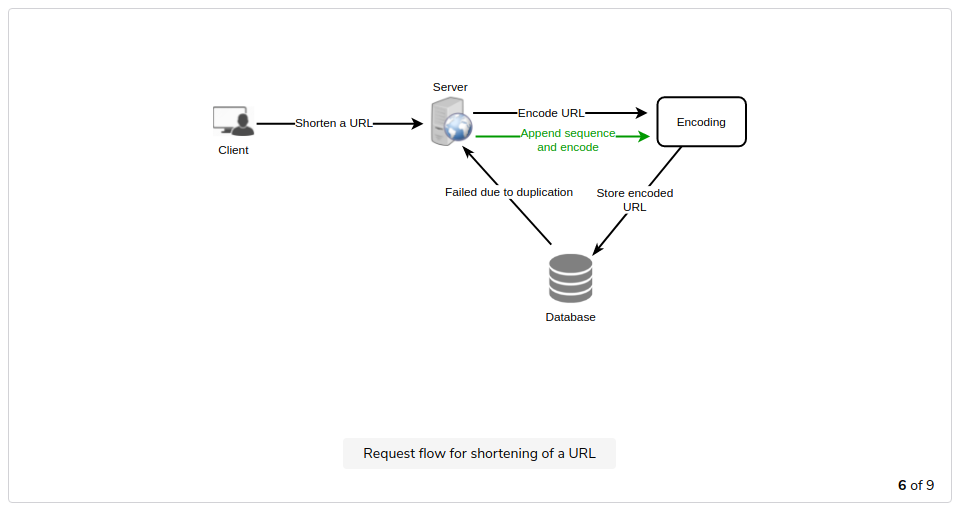 Server
Shorten a URL
Encode URL
Append sequence
and encode
Encoding
Client
Failed due to duplication
Store encoded
URL
Database
Request flow for shortening of a URL
6 of 9